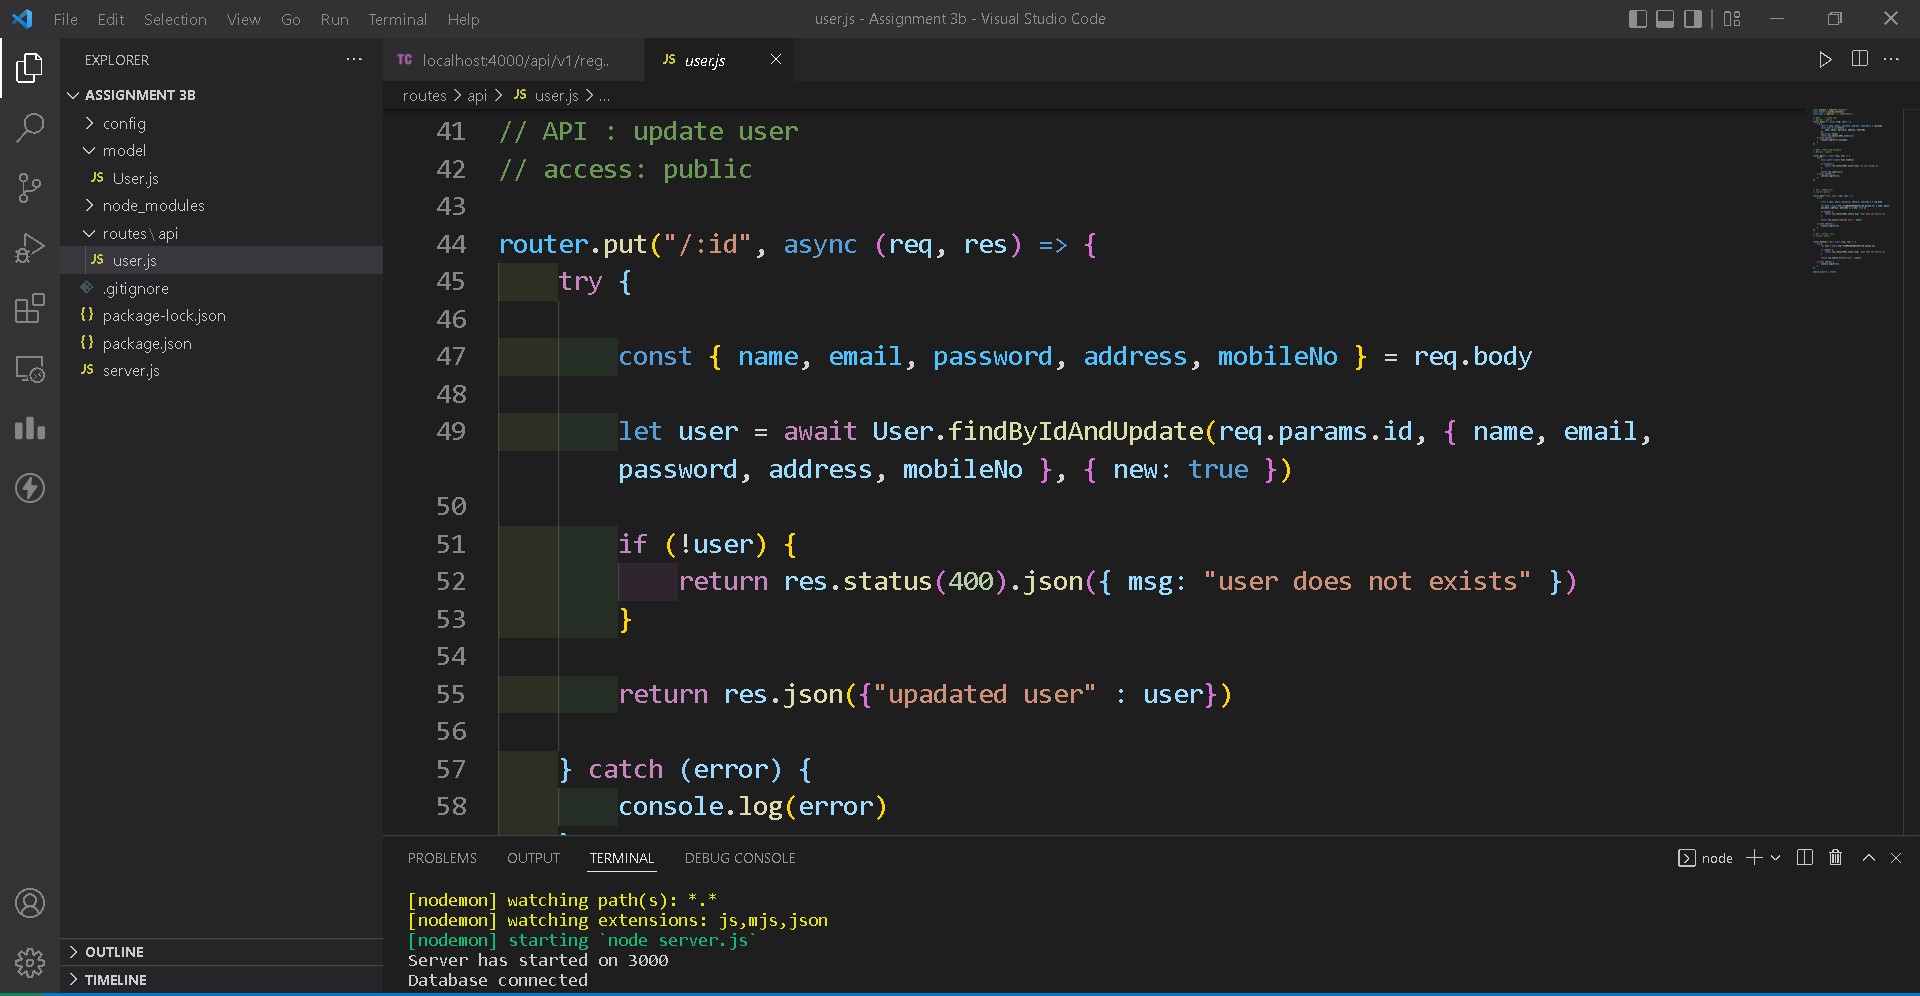 File Edit Selection View Go Run Terminal Help
user.js - Assignment 3b - Visual Studio Code
EXPLORER
ASSIGNMENT 3B
config
model
JS User.js
node_modules
routes\api
JS user.js
.gitignore
{} package-lock.json
{} package.json
JS server.js
OUTLINE
TIMELINE
TC localhost:4000/api/v1/reg..
JS user.js
routes > api > JS user.js > ...
41 // API : update user
42 // access: public
43
44 router.put("/:id", async (req, res) => {
45 try {
46
47 const { name, email, password, address, mobileNo } = req.body
48
49 let user = await User.findByIdAndUpdate(req.params.id, { name, email,
password, address, mobileNo }, { new: true })
50
51 if (!user) {
52 return res.status(400).json({ msg: "user does not exists" })
53 }
54
55 return res.json({"upadated user" : user})
56
57 } catch (error) {
58 console.log(error)
PROBLEMS OUTPUT TERMINAL DEBUG CONSOLE
node
[nodemon] watching path(s): *.*
[nodemon] watching extensions: js,mjs,json
[nodemon] starting `node server.js`
Server has started on 3000
Database connected